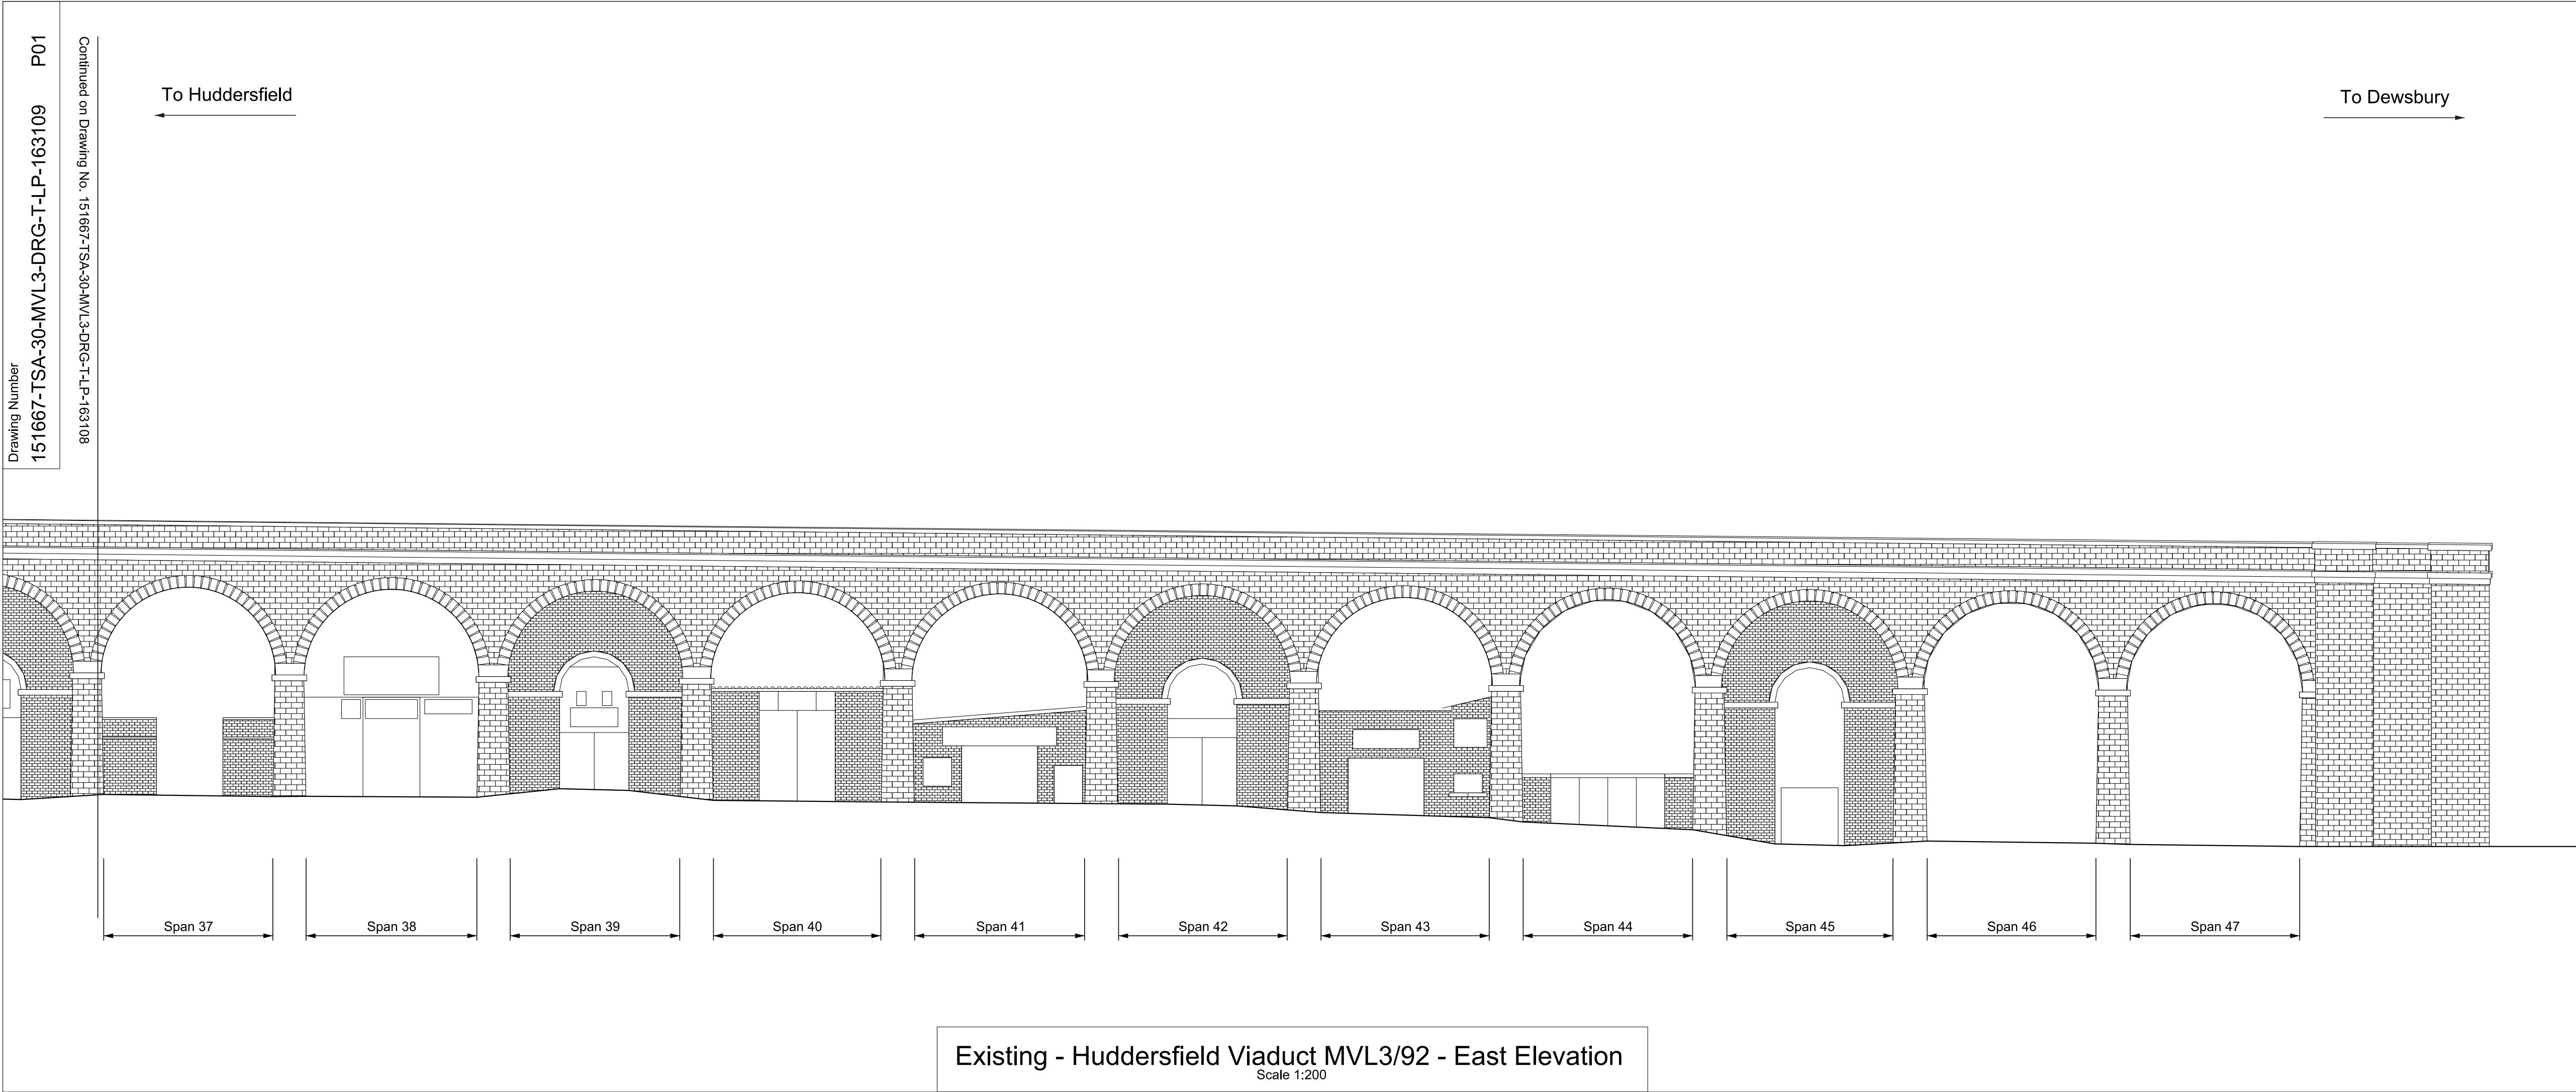 Drawing Number
151667-TSA-30-MVL3-DRG-T-LP-163109 P01
Continued on Drawing No. 151667-TSA-30-MVL3-DRG-T-LP-163108
To Huddersfield
To Dewsbury
Span 37
Span 38
Span 39
Span 40
Span 41
Span 42
Span 43
Span 44
Span 45
Span 46
Span 47
Existing - Huddersfield Viaduct MVL3/92 - East Elevation
Scale 1:200